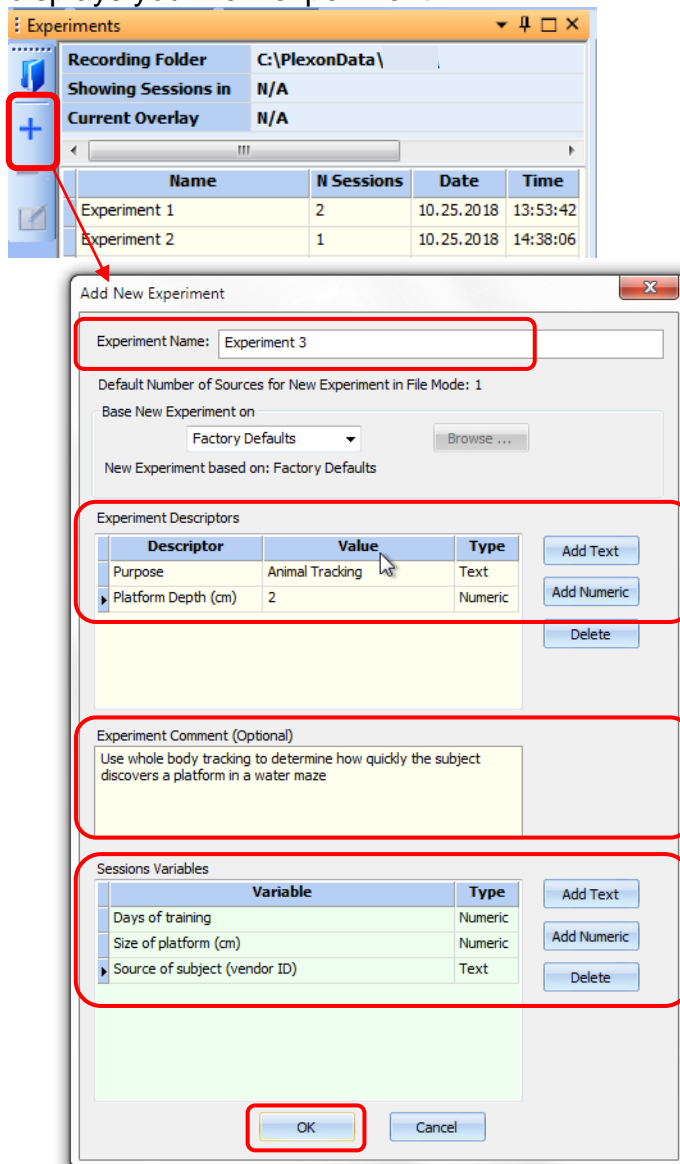 Experiments
Recording Folder C:\PlexonData\ \
Showing Sessions in N/A
Current Overlay N/A
Name N Sessions Date Time
Experiment 1 2 10.25.2018 13:53:42
Experiment 2 1 10.25.2018 14:38:06
Add New Experiment
Experiment Name: Experiment 3
Default Number of Sources for New Experiment in File Mode: 1
Base New Experiment on
Factory Defaults Browse ...
New Experiment based on: Factory Defaults
Experiment Descriptors
Descriptor Value Type Add Text
Purpose Animal Tracking Text
Platform Depth (cm) 2 Numeric Add Numeric
Delete
Experiment Comment (Optional)
Use whole body tracking to determine how quickly the subject
discovers a platform in a water maze
Sessions Variables
Variable Type Add Text
Days of training Numeric
Size of platform (cm) Numeric Add Numeric
Source of subject (vendor ID) Text Delete
OK Cancel